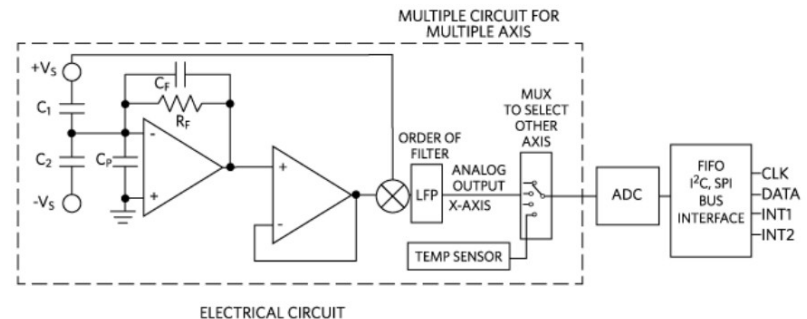 MULTIPLE CIRCUIT FOR
MULTIPLE AXIS
+VS
CF
C1
RF
MUX
TO SELECT
OTHER
AXIS
ORDER OF
FILTER
-
C2
CP
+
+
-
-VS
LFP
ANALOG
OUTPUT
X-AXIS
ADC
FIFO
I²C, SPI
BUS
INTERFACE
CLK
DATA
INT1
INT2
TEMP SENSOR
ELECTRICAL CIRCUIT